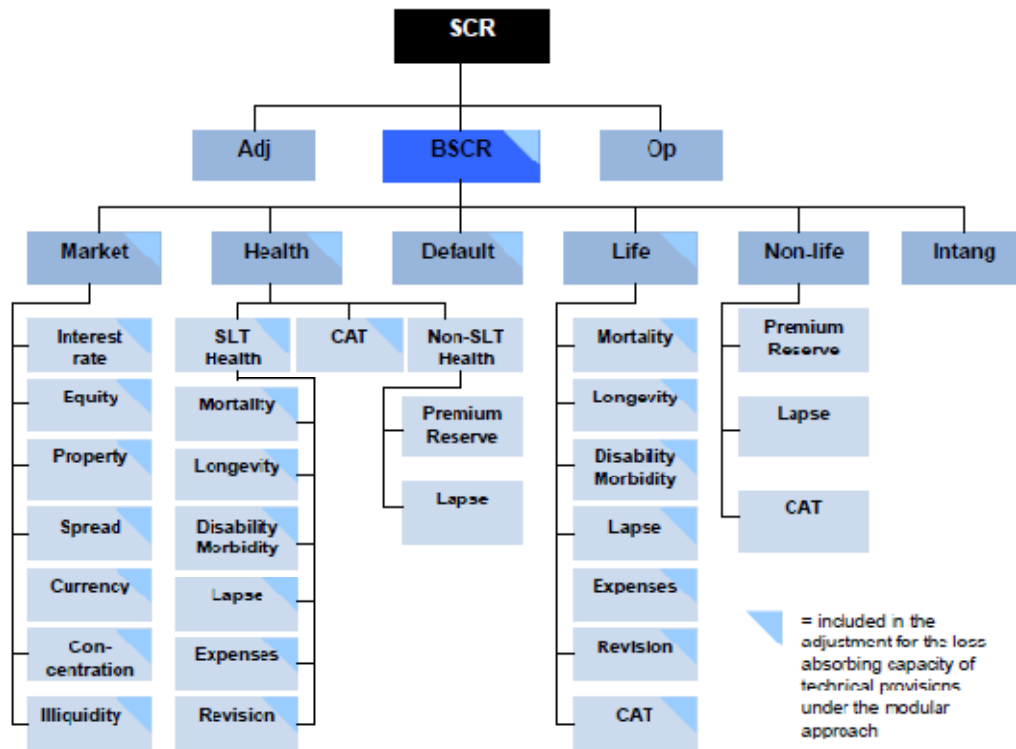 SCR
Adj
BSCR
Op
Market
Health
Default
Life
Non-life
Intang
Interest
rate
Equity
Property
Spread
Currency
Con-
centration
Illiquidity
SLT
Health
CAT
Non-SLT
Health
Mortality
Longevity
Disability
Morbidity
Lapse
Expenses
Revision
Premium
Reserve
Lapse
Mortality
Longevity
Disability
Morbidity
Lapse
Expenses
Revision
CAT
Premium
Reserve
Lapse
CAT
= included in the
adjustment for the loss
absorbing capacity of
technical provisions
under the modular
approach